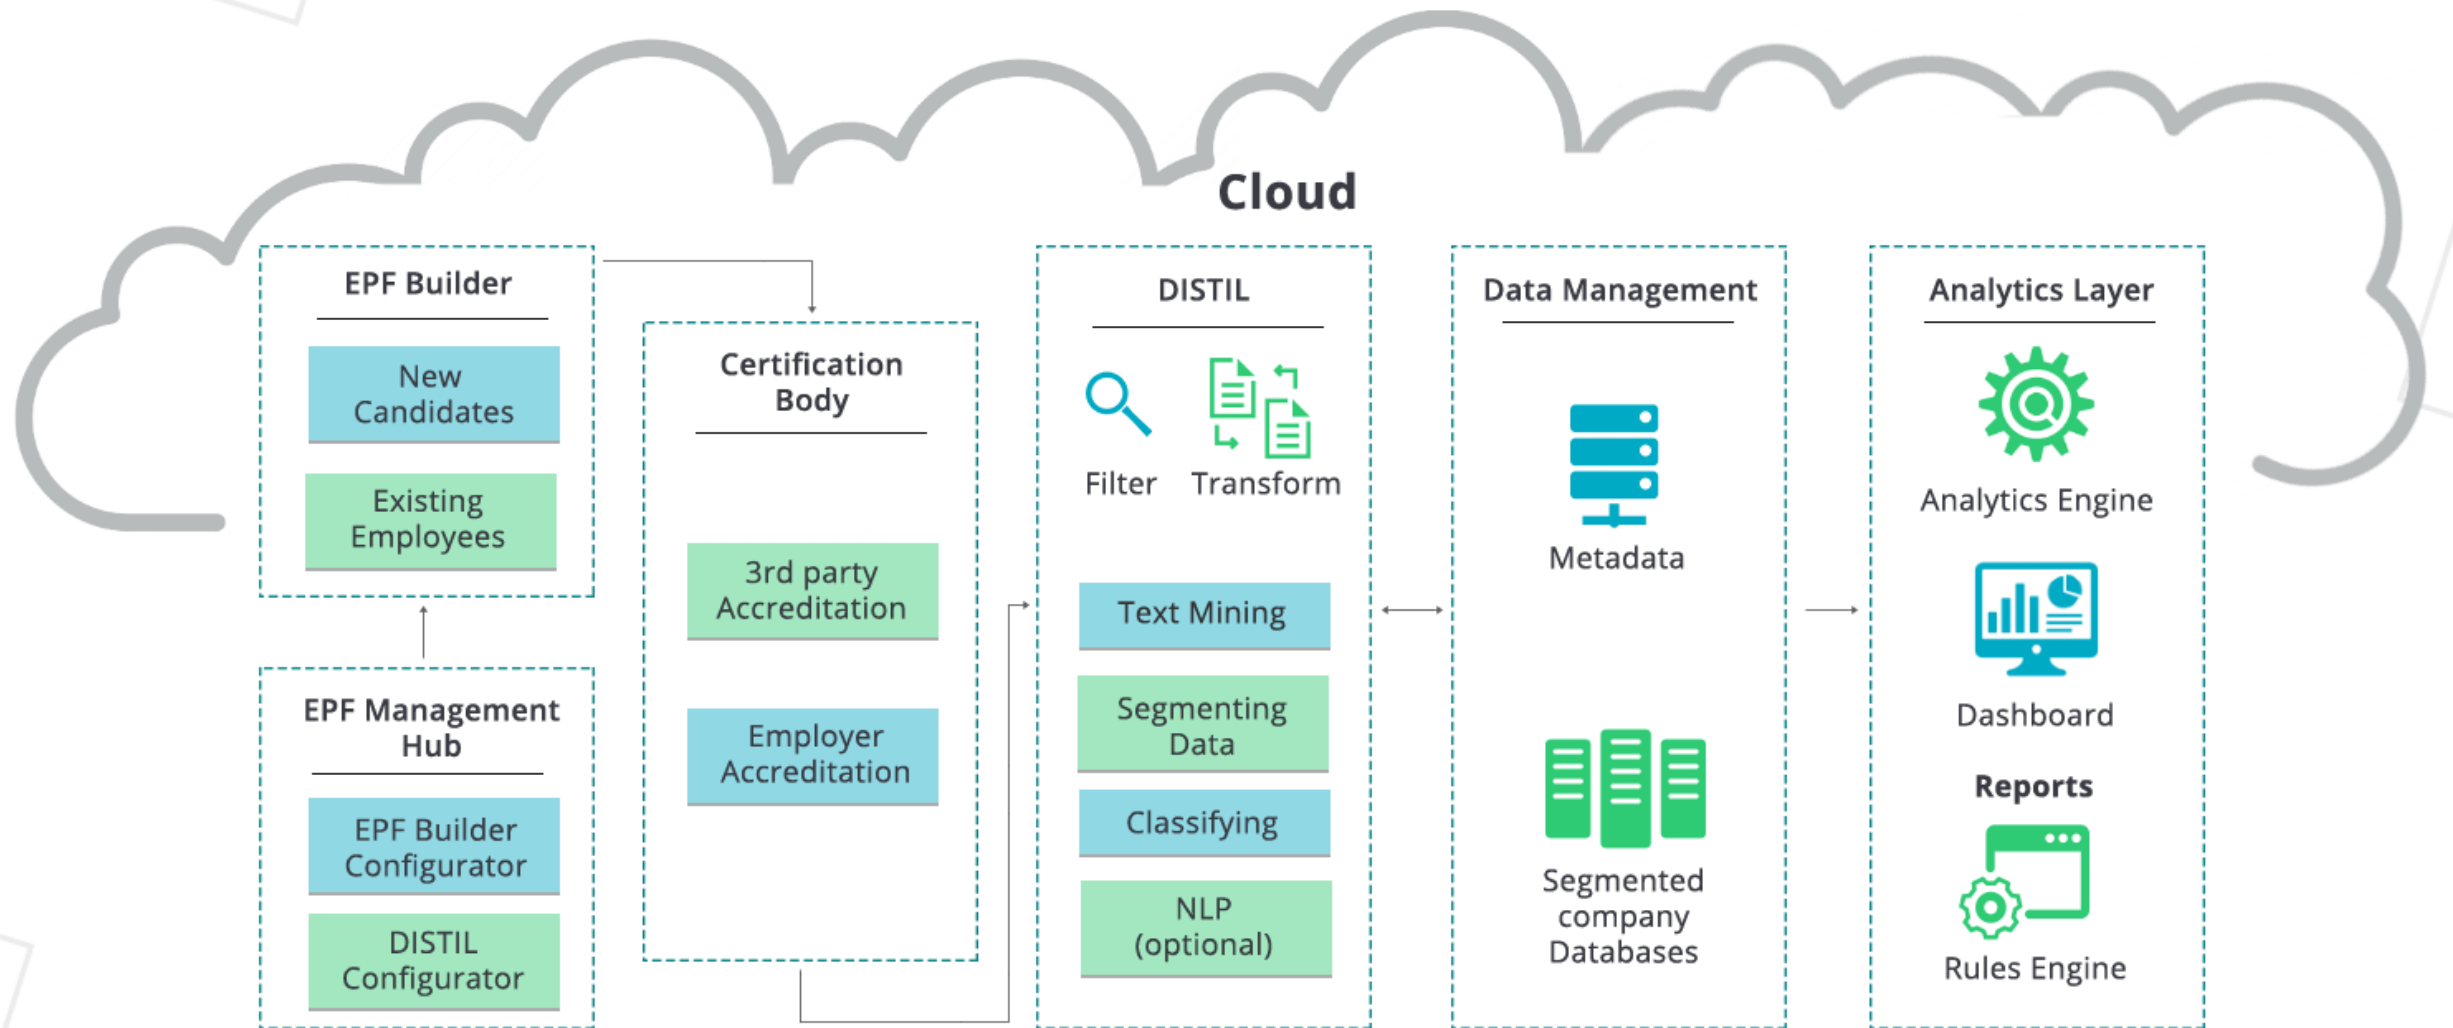 Cloud
EPF Builder
New
Candidates
Existing
Employees
EPF Management
Hub
EPF Builder
Configurator
DISTIL
Configurator
Certification
Body
3rd party
Accreditation
Employer
Accreditation
DISTIL
Filter
Transform
Text Mining
Segmenting
Data
Classifying
NLP
(optional)
Data Management
Metadata
Segmented
company
Databases
Analytics Layer
Analytics Engine
Dashboard
Reports
Rules Engine